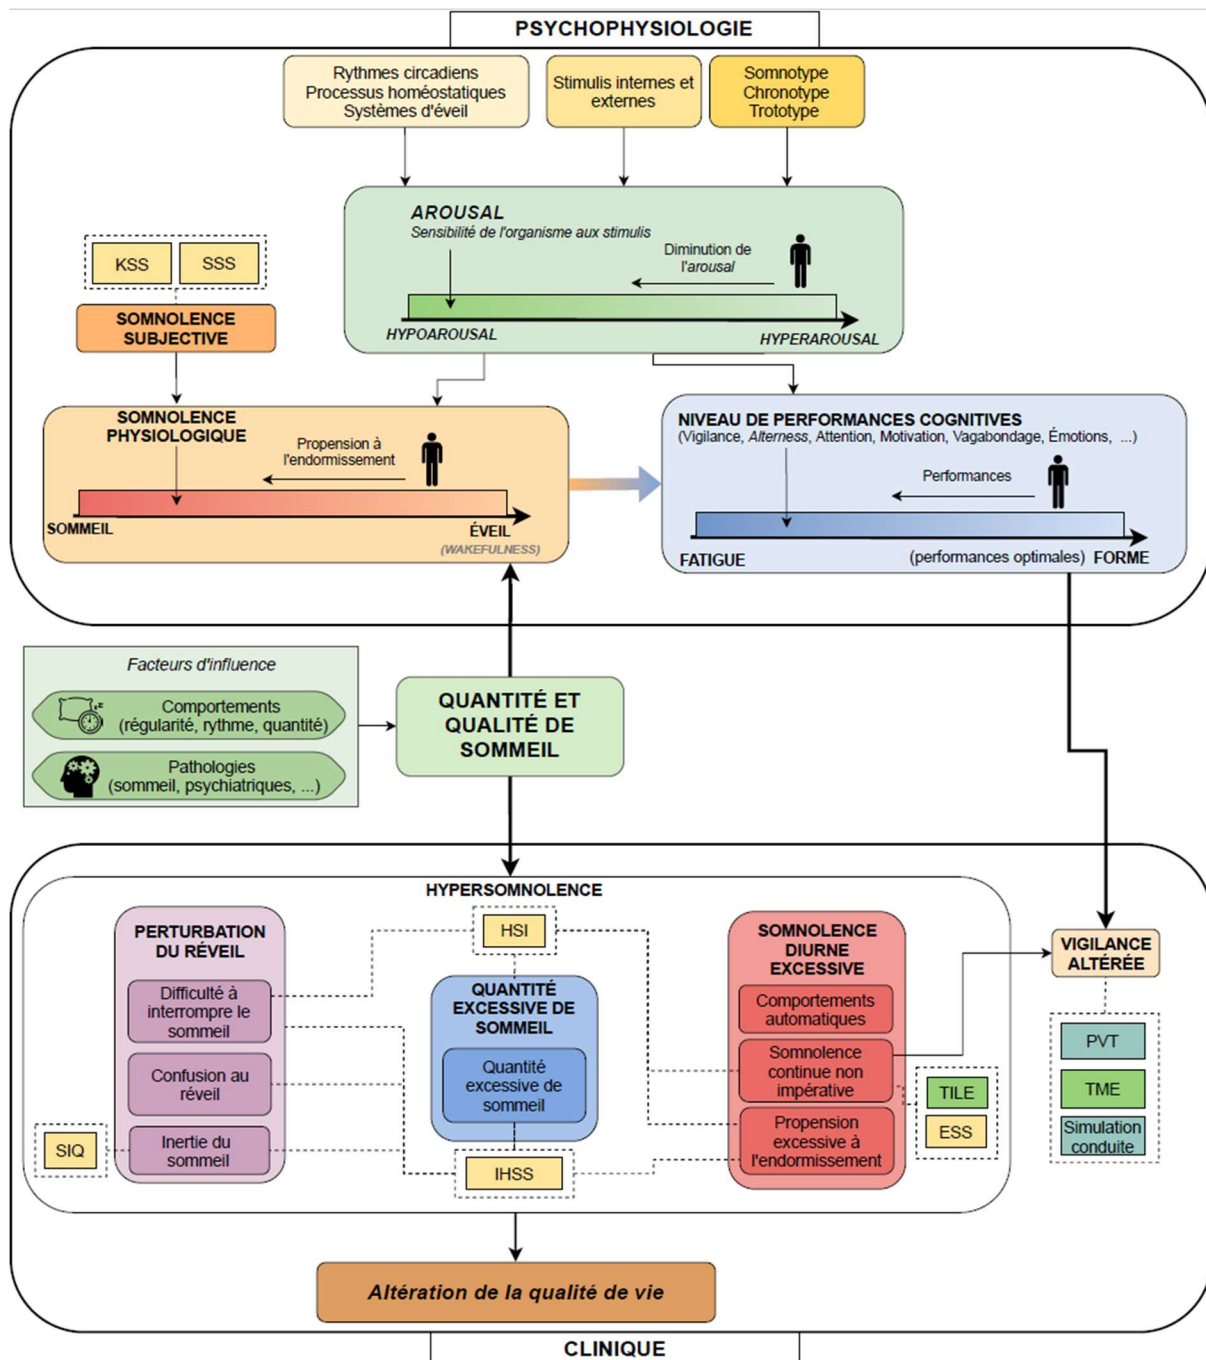 PSYCHOPHYSIOLOGIE
Rythmes circadiens
Processus homéostatiques
Systèmes d'éveil
Stimulis internes et
externes
Somnotype
Chronotype
Trototype
AROUSAL
Sensibilité de l'organisme aux stimulis
Diminution de
l'arousal
HYPOAROUSAL
HYPERAROUSAL
KSS
SSS
SOMNOLENCE
SUBJECTIVE
SOMNOLENCE
PHYSIOLOGIQUE
Propension à
l'endormissement
SOMMEIL
ÉVEIL
(WAKEFULNESS)
NIVEAU DE PERFORMANCES COGNITIVES
(Vigilance, Alterness, Attention, Motivation, Vagabondage, Émotions, ...)
Performances
FATIGUE
(performances optimales) FORME
Facteurs d'influence
Comportements
(régularité, rythme, quantité)
Pathologies
(sommeil, psychiatriques, ...)
QUANTITÉ ET
QUALITÉ DE
SOMMEIL
HYPERSOMNOLENCE
PERTURBATION
DU RÉVEIL
Difficulté à
interrompre le
sommeil
Confusion au
réveil
Inertie du
sommeil
SIQ
HSI
QUANTITÉ
EXCESSIVE DE
SOMMEIL
Quantité
excessive de
sommeil
IHSS
SOMNOLENCE
DIURNE
EXCESSIVE
Comportements
automatiques
Somnolence
continue non
impérative
Propension
excessive à
l'endormissement
TILE
ESS
VIGILANCE
ALTÉRÉE
PVT
TME
Simulation
conduite
Altération de la qualité de vie
CLINIQUE